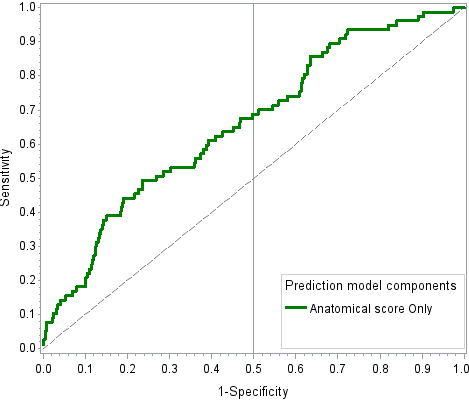 1.0
0.9
0.8
0.7
0.6
0.5
0.4
0.3
0.2
0.1
0.0
Sensitivity
Prediction model components
Anatomical score Only
0.0 0.1 0.2 0.3 0.4 0.5 0.6 0.7 0.8 0.9 1.0
1-Specificity